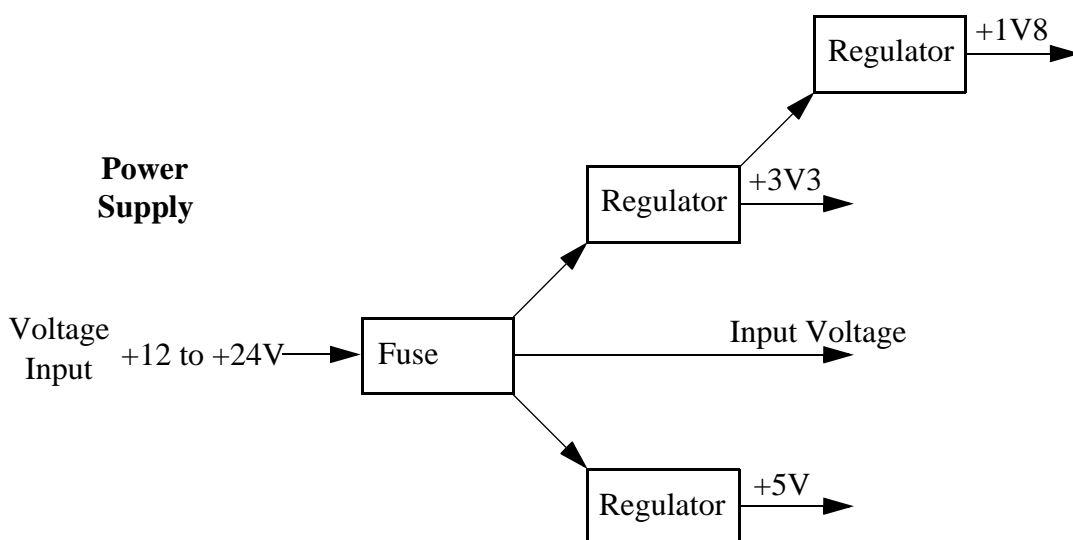 +1V8
Regulator
Power
Supply
+3V3
Regulator
Voltage
Input
+12 to +24V
Fuse
Input Voltage
+5V
Regulator